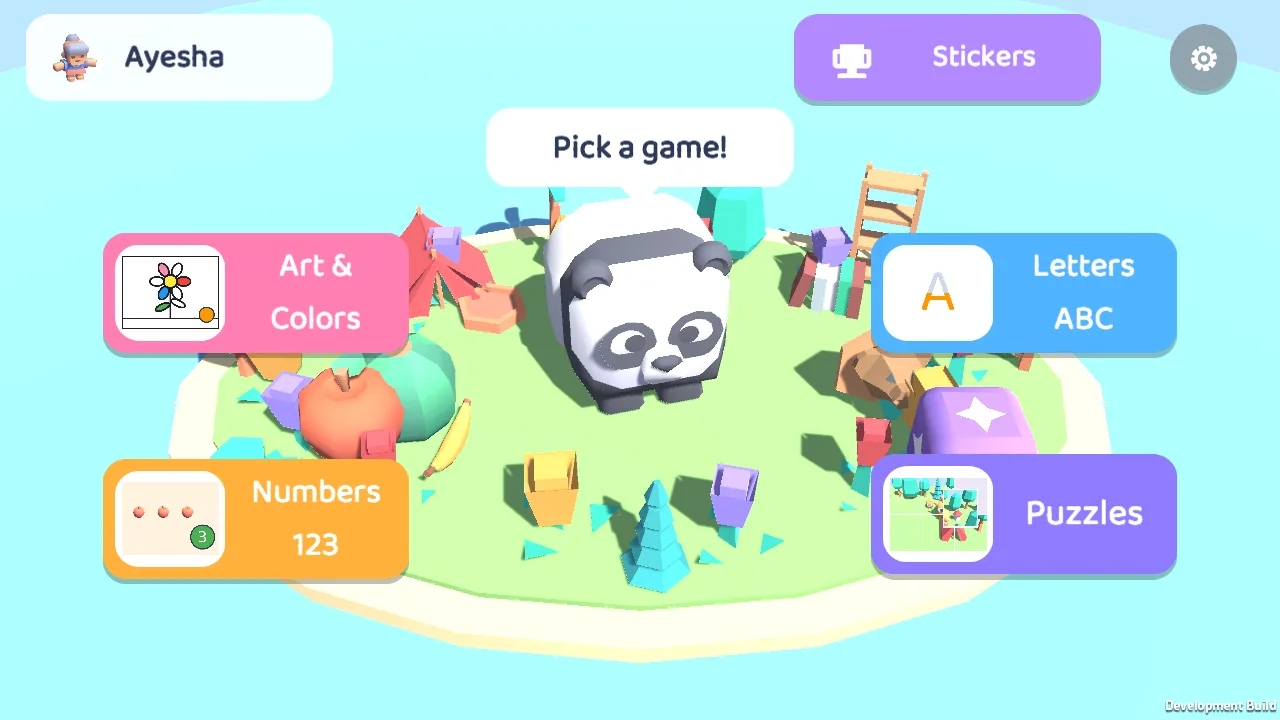 Ayesha
Stickers
Pick a game!
Art &
Colors
Letters
ABC
A
Numbers
123
3
Puzzles
Development Build